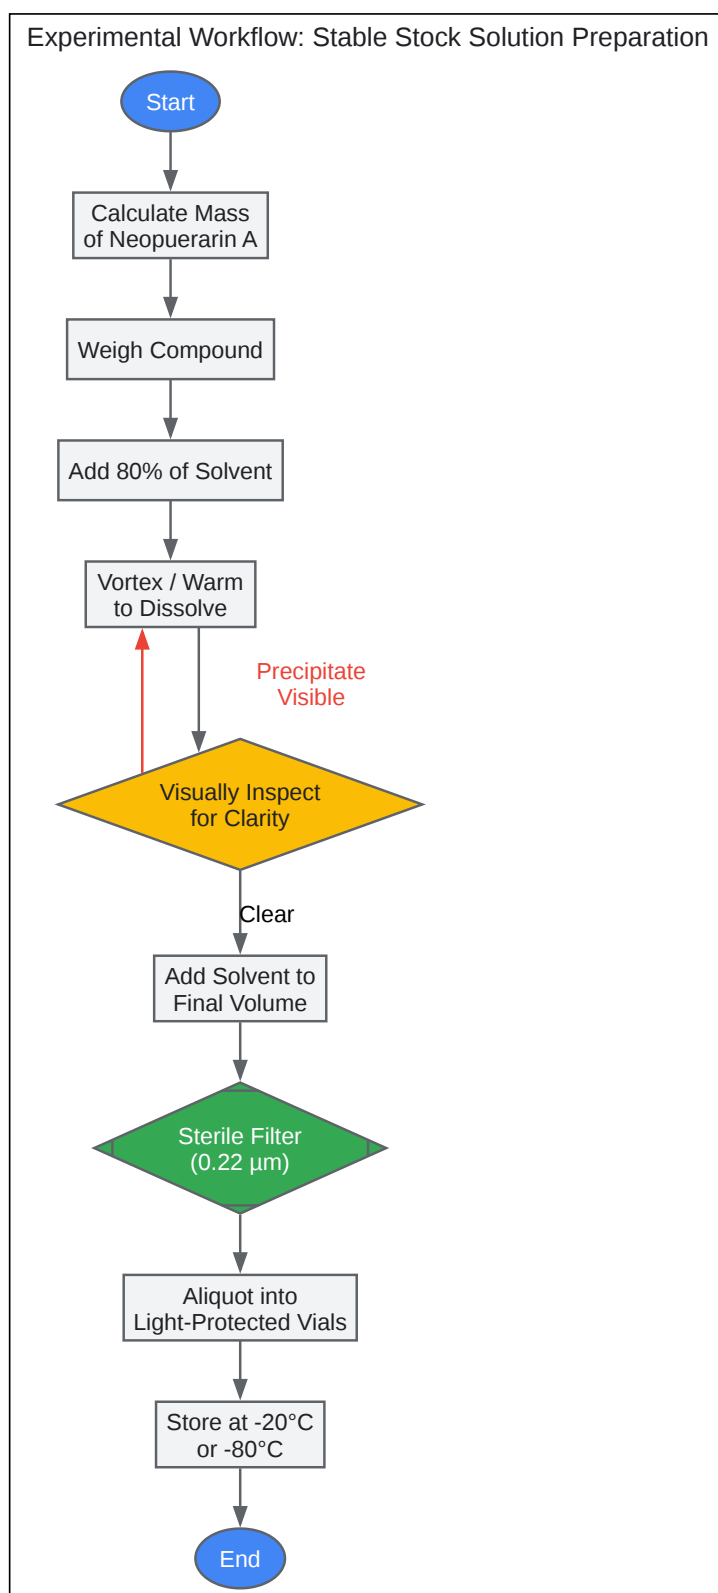 Experimental Workflow: Stable Stock Solution Preparation
Start
Calculate Mass
of Neopuerarin A
Weigh Compound
Add 80% of Solvent
Vortex / Warm
to Dissolve
Precipitate
Visible
Visually Inspect
for Clarity
Clear
Add Solvent to
Final Volume
Sterile Filter
(0.22 µm)
Aliquot into
Light-Protected Vials
Store at -20°C
or -80°C
End